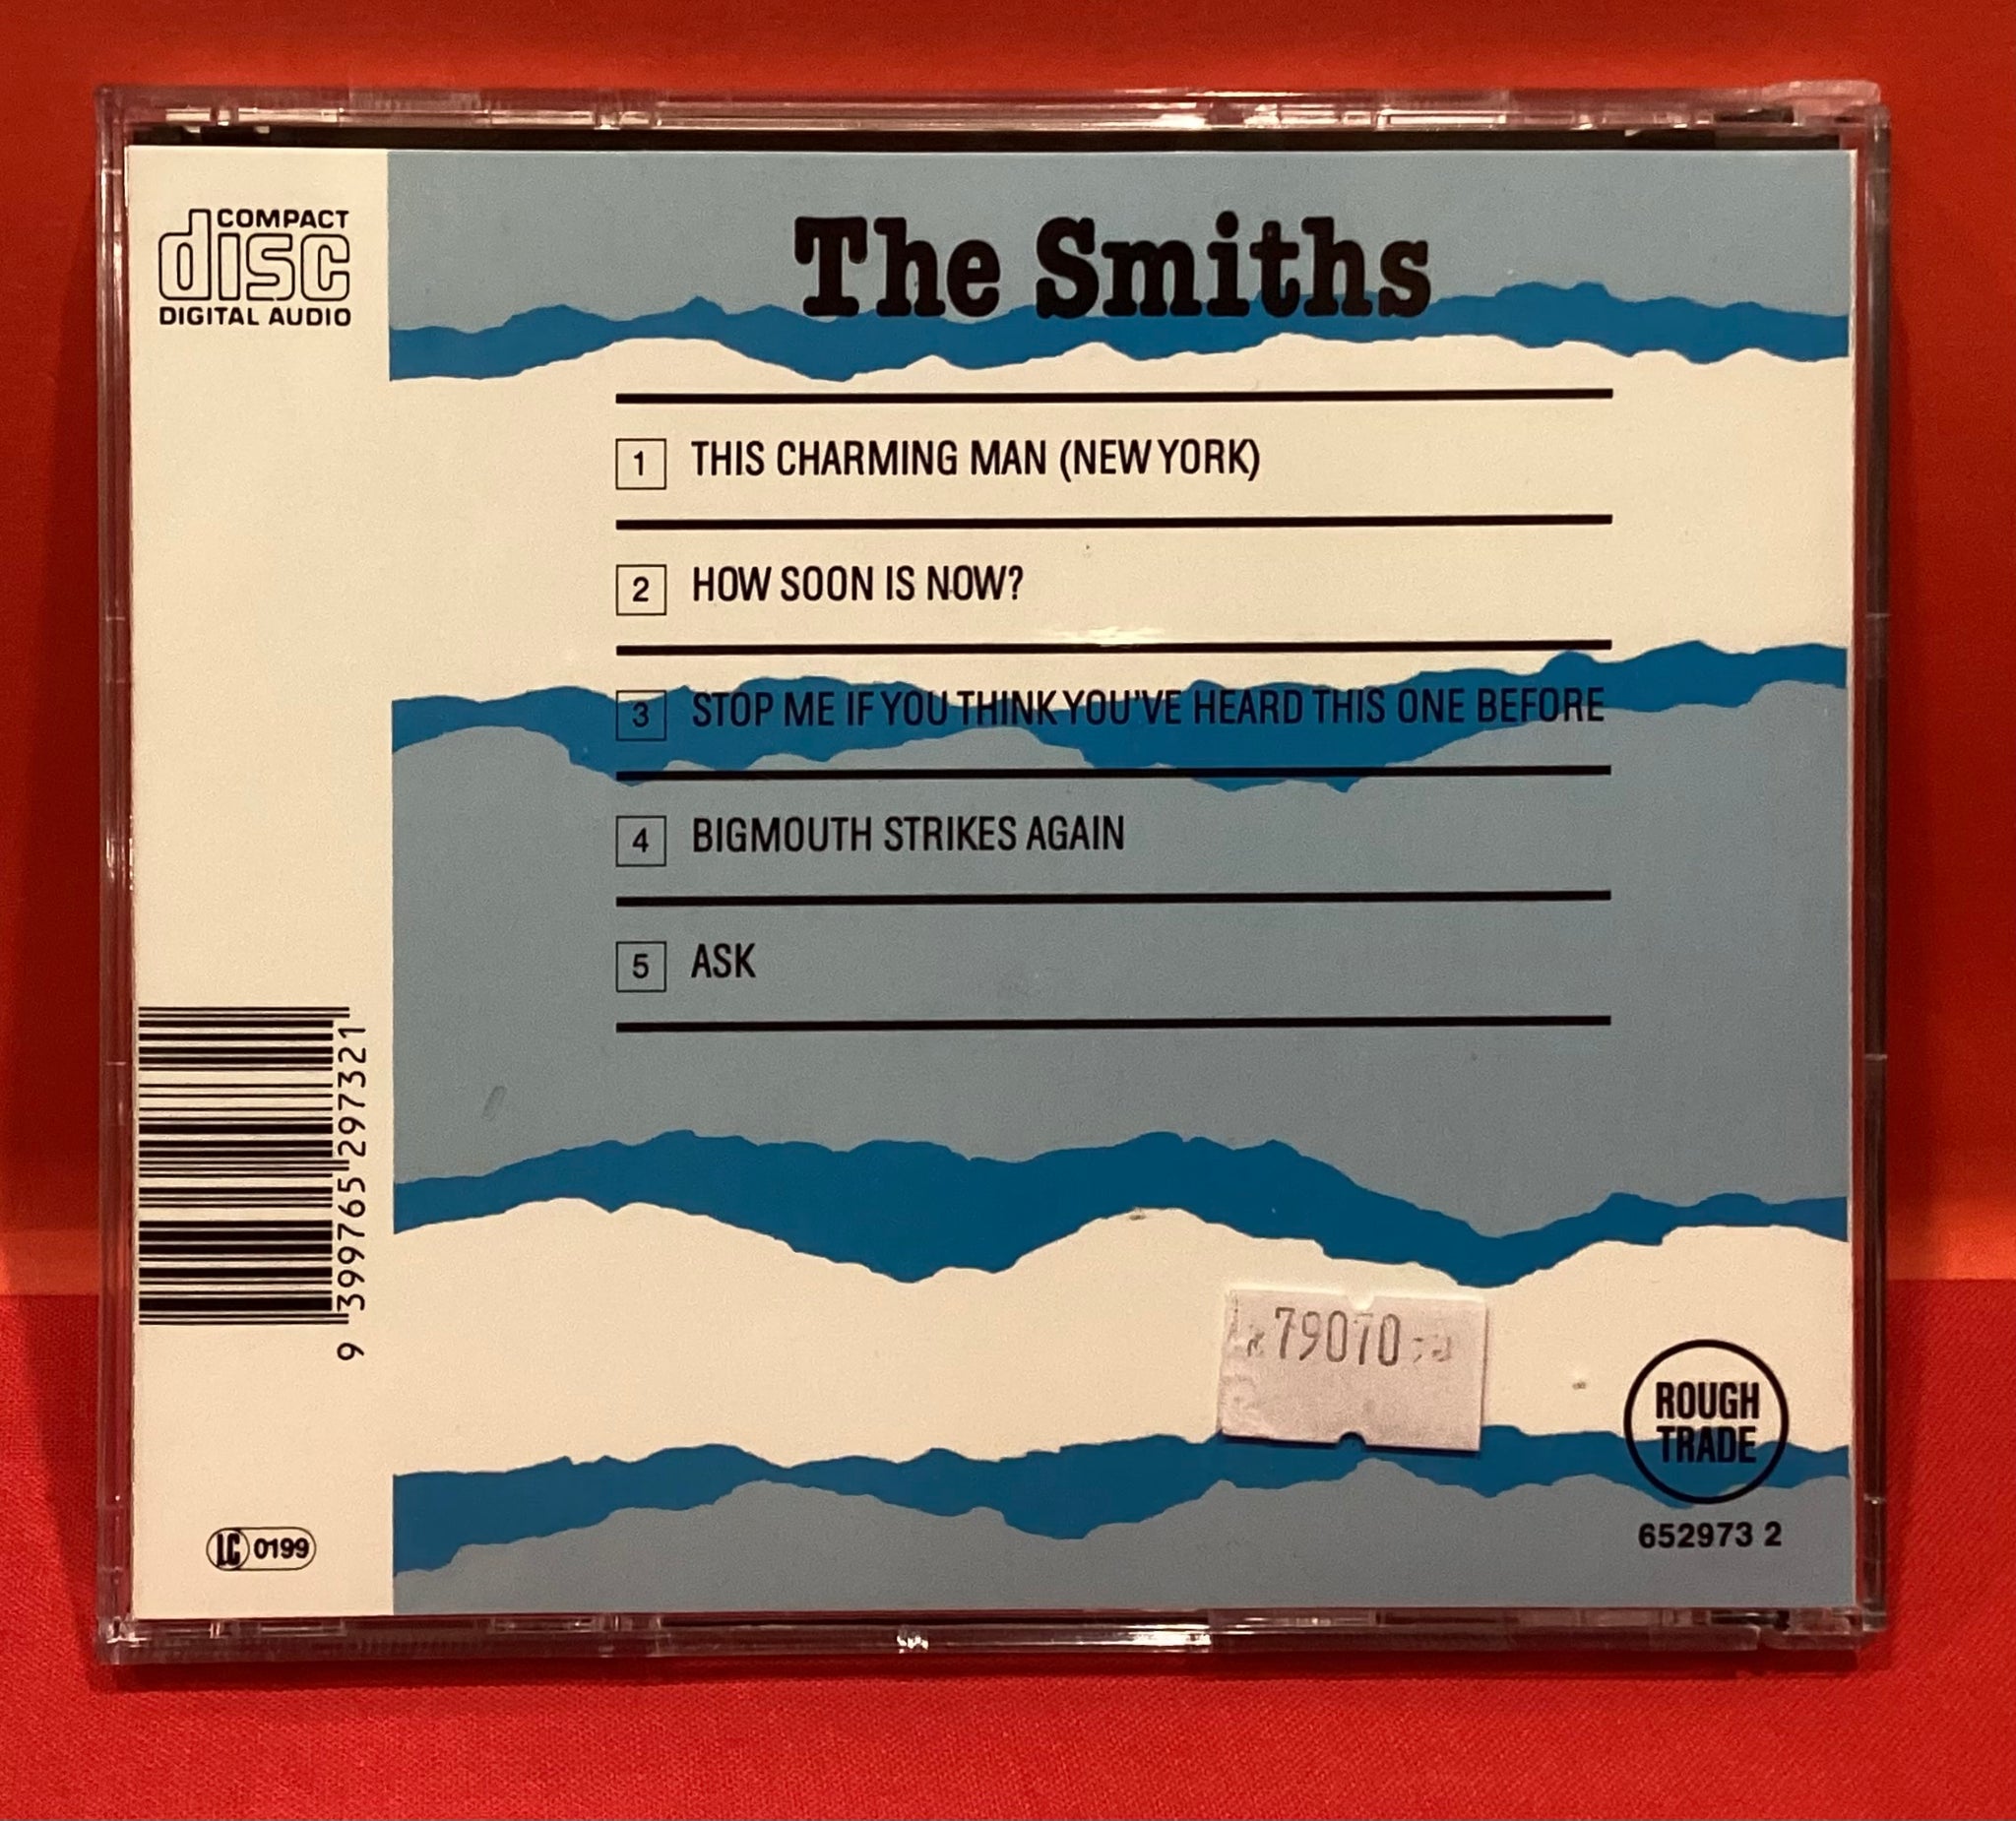 COMPACT
disc
DIGITAL AUDIO
The Smiths
1 THIS CHARMING MAN (NEW YORK)
2 HOW SOON IS NOW?
3 STOP ME IF YOU THINK YOU'VE HEARD THIS ONE BEFORE
4 BIGMOUTH STRIKES AGAIN
5 ASK
9 399765 297321
79070
ROUGH
TRADE
652973 2
LC 0199